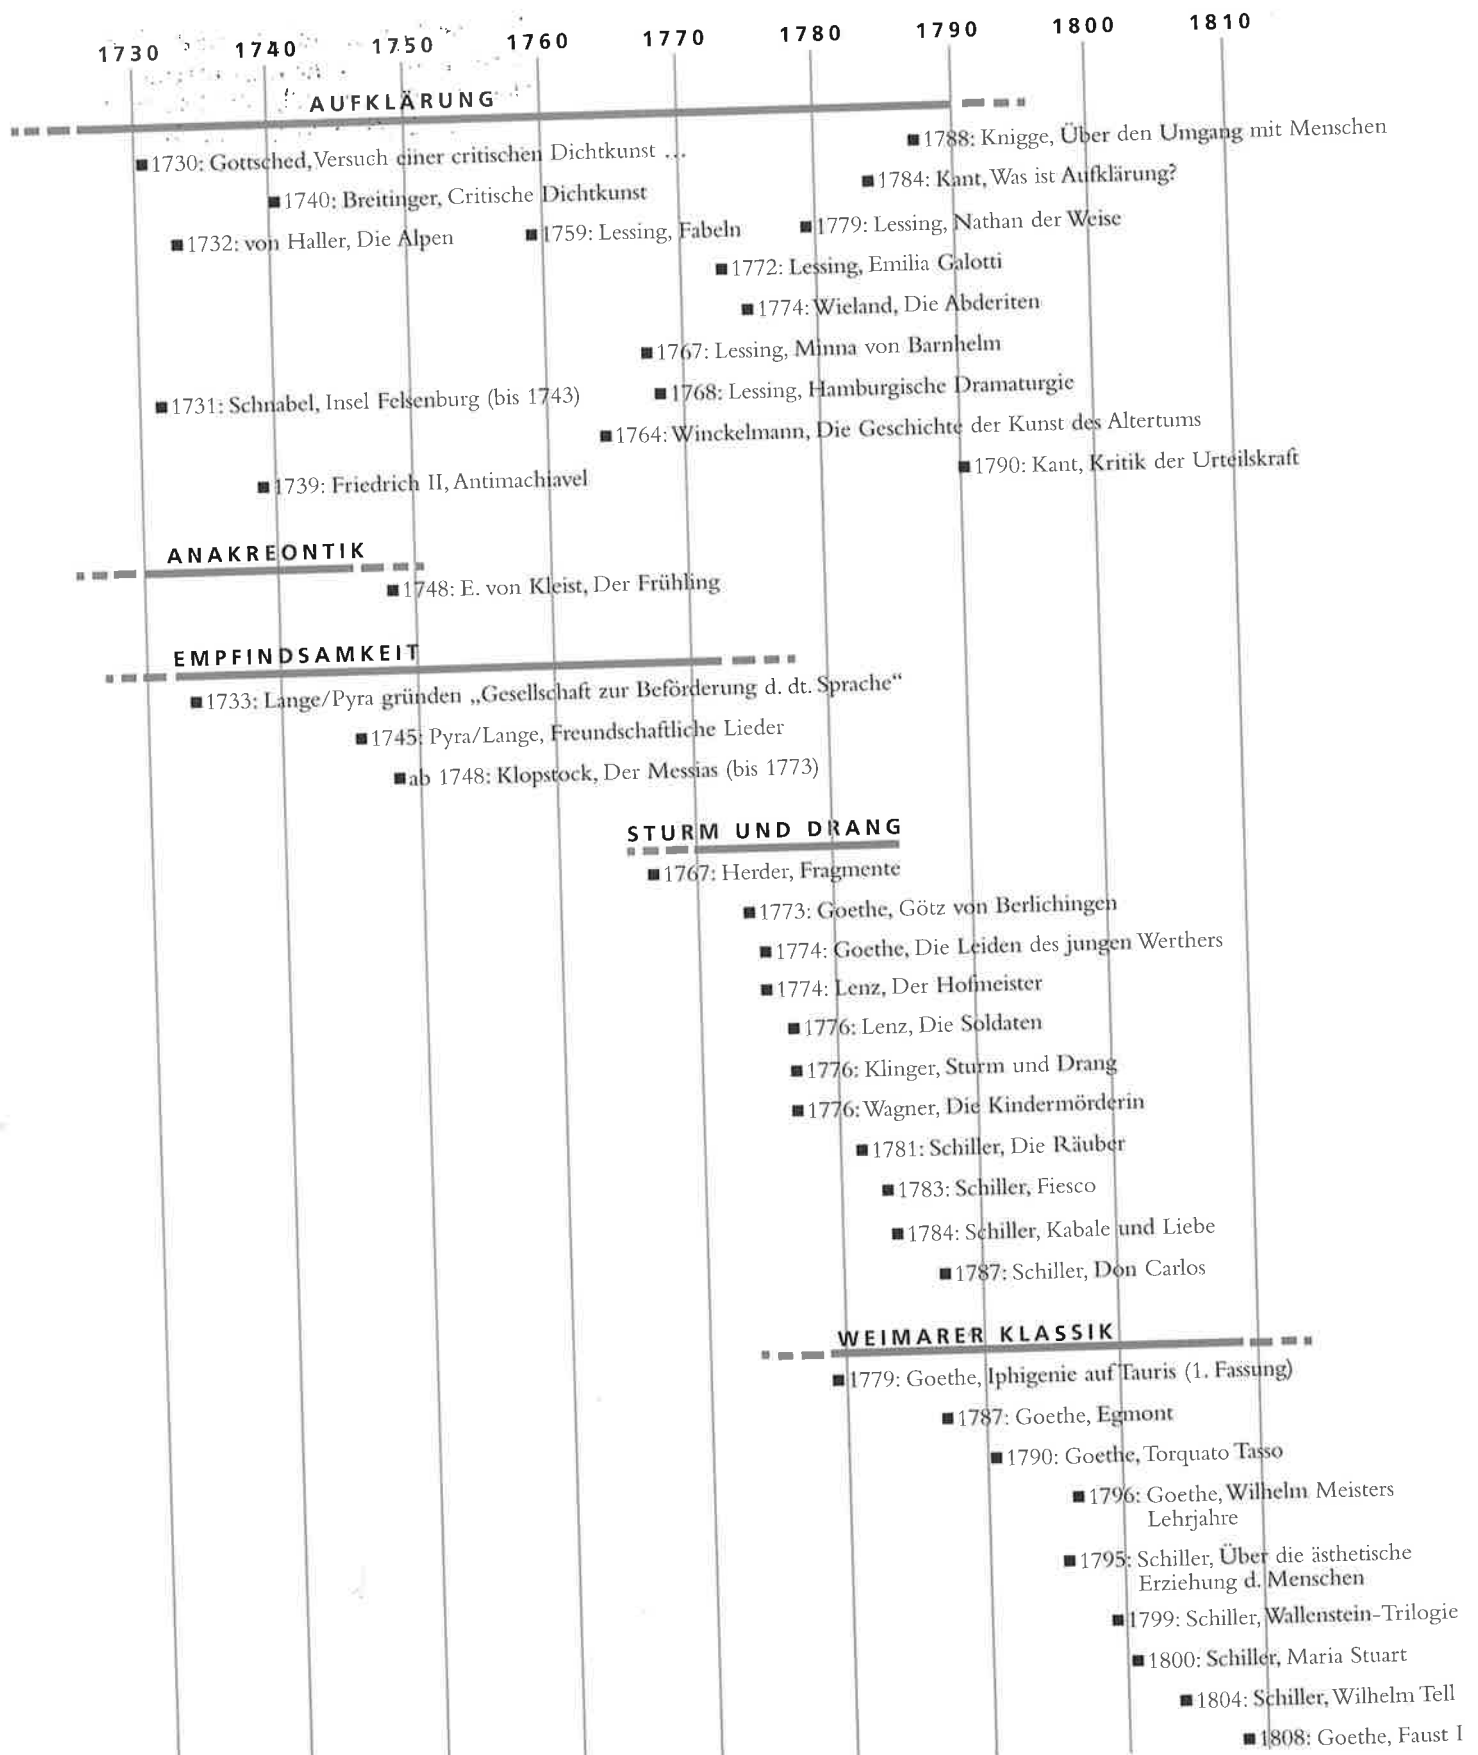 1730 1740 1750 1760 1770 1780 1790 1800 1810
AUFKLÄRUNG
1788: Knigge, Über den Umgang mit Menschen
1730: Gottsched, Versuch einer critischen Dichtkunst ...
1784: Kant, Was ist Aufklärung?
1740: Breitinger, Critische Dichtkunst
1732: von Haller, Die Alpen
1759: Lessing, Fabeln
1779: Lessing, Nathan der Weise
1772: Lessing, Emilia Galotti
1774: Wieland, Die Abderiten
1767: Lessing, Minna von Barnhelm
1731: Schnabel, Insel Felsenburg (bis 1743)
1768: Lessing, Hamburgische Dramaturgie
1764: Winckelmann, Die Geschichte der Kunst des Altertums
1790: Kant, Kritik der Urteilskraft
1739: Friedrich II, Antimachiavel
ANAKREONTIK
1748: E. von Kleist, Der Frühling
EMPFINDSAMKEIT
1733: Lange/Pyra gründen „Gesellschaft zur Beförderung d. dt. Sprache“
1745: Pyra/Lange, Freundschaftliche Lieder
ab 1748: Klopstock, Der Messias (bis 1773)
STURM UND DRANG
1767: Herder, Fragmente
1773: Goethe, Götz von Berlichingen
1774: Goethe, Die Leiden des jungen Werthers
1774: Lenz, Der Hofmeister
1776: Lenz, Die Soldaten
1776: Klinger, Sturm und Drang
1776: Wagner, Die Kindermörderin
1781: Schiller, Die Räuber
1783: Schiller, Fiesco
1784: Schiller, Kabale und Liebe
1787: Schiller, Don Carlos
WEIMARER KLASSIK
1779: Goethe, Iphigenie auf Tauris (1. Fassung)
1787: Goethe, Egmont
1790: Goethe, Torquato Tasso
1796: Goethe, Wilhelm Meisters
Lehrjahre
1795: Schiller, Über die ästhetische
Erziehung d. Menschen
1799: Schiller, Wallenstein-Trilogie
1800: Schiller, Maria Stuart
1804: Schiller, Wilhelm Tell
1808: Goethe, Faust I